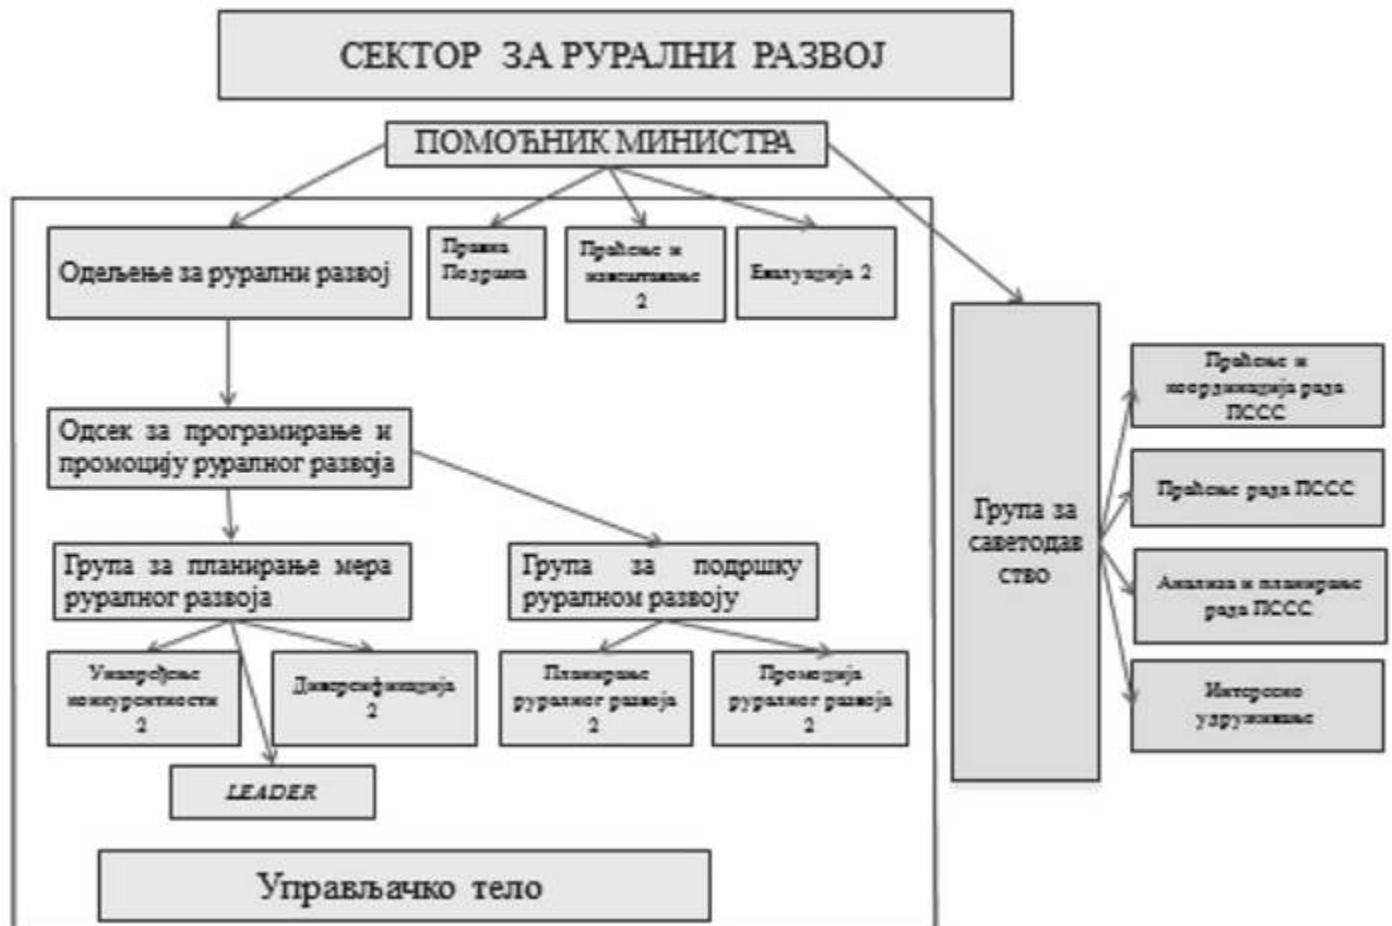 СЕКТОР ЗА РУРАЛНИ РАЗВОЈ
ПОМОЋНИК МИНИСТРА
Одељење за рурални развој
Правна
Подршка
Праћење и
извештавање
2
Евалуација 2
Одсек за програмирање и
промоцију руралног развоја
Група за планирање мера
руралног развоја
Група за подршку
руралном развоју
Унапређење
конкурентности
2
Диверсификација
2
LEADER
Планирање
руралног развоја
2
Промоција
руралног развоја
2
Управљачко тело
Група за
саветодав
ство
Праћење и
координација рада
ПССС
Праћење рада ПССС
Анализа и планирање
рада ПССС
Интересно
удруживање